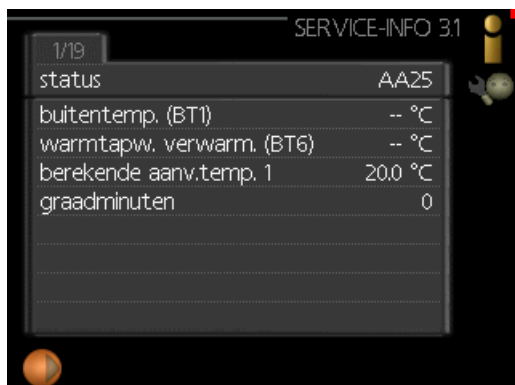 SERVICE-INFO 3.1
1/19
status AA25
buitentemp. (BT1) -- °C
warmtapw. verwarm. (BT6) -- °C
berekende aanv.temp. 1 20.0 °C
graadminuten 0